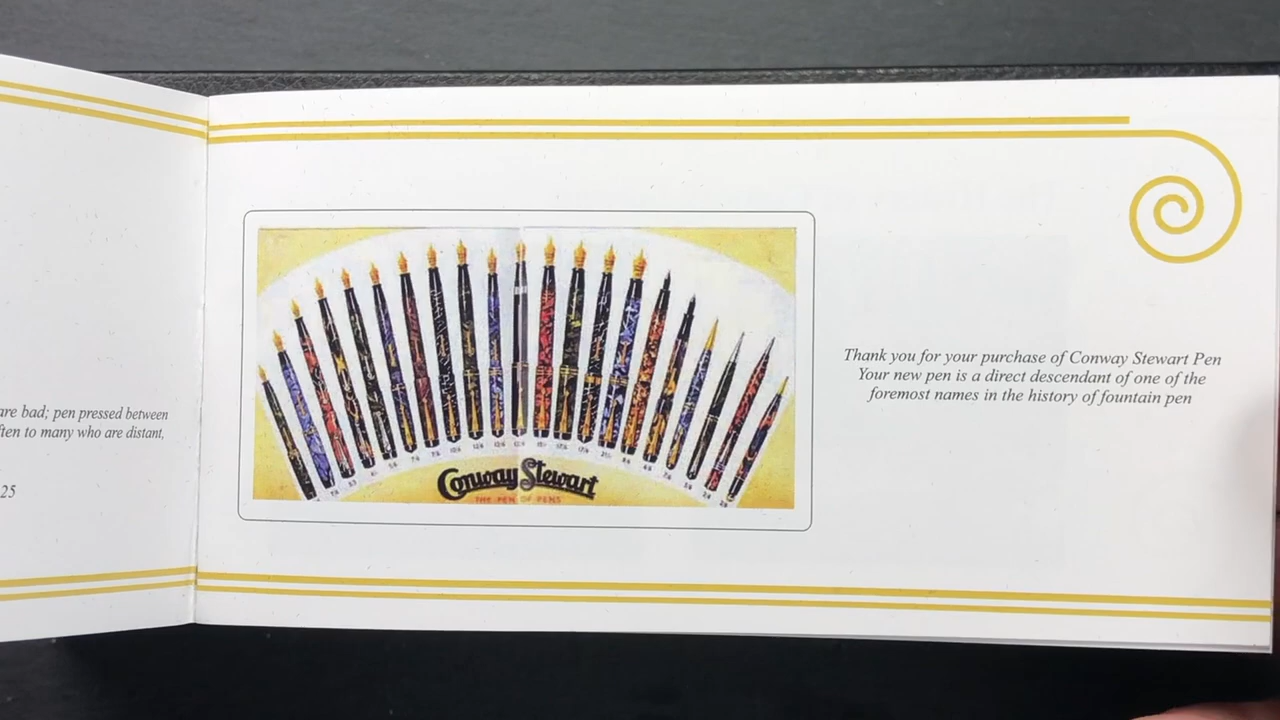 are bad; pen pressed between
ften to many who are distant,
25
Conway Stewart
THE PEN OF PENS
Thank you for your purchase of Conway Stewart Pen
Your new pen is a direct descendant of one of the
foremost names in the history of fountain pen